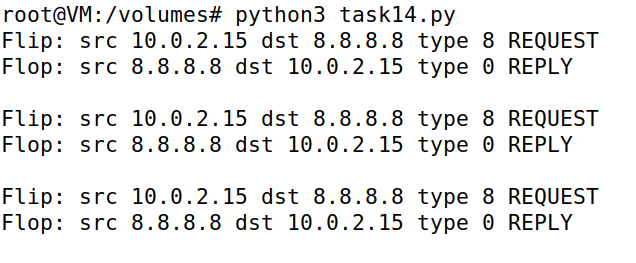 root@VM:/volumes# python3 task14.py
Flip: src 10.0.2.15 dst 8.8.8.8 type 8 REQUEST
Flop: src 8.8.8.8 dst 10.0.2.15 type 0 REPLY
Flip: src 10.0.2.15 dst 8.8.8.8 type 8 REQUEST
Flop: src 8.8.8.8 dst 10.0.2.15 type 0 REPLY
Flip: src 10.0.2.15 dst 8.8.8.8 type 8 REQUEST
Flop: src 8.8.8.8 dst 10.0.2.15 type 0 REPLY